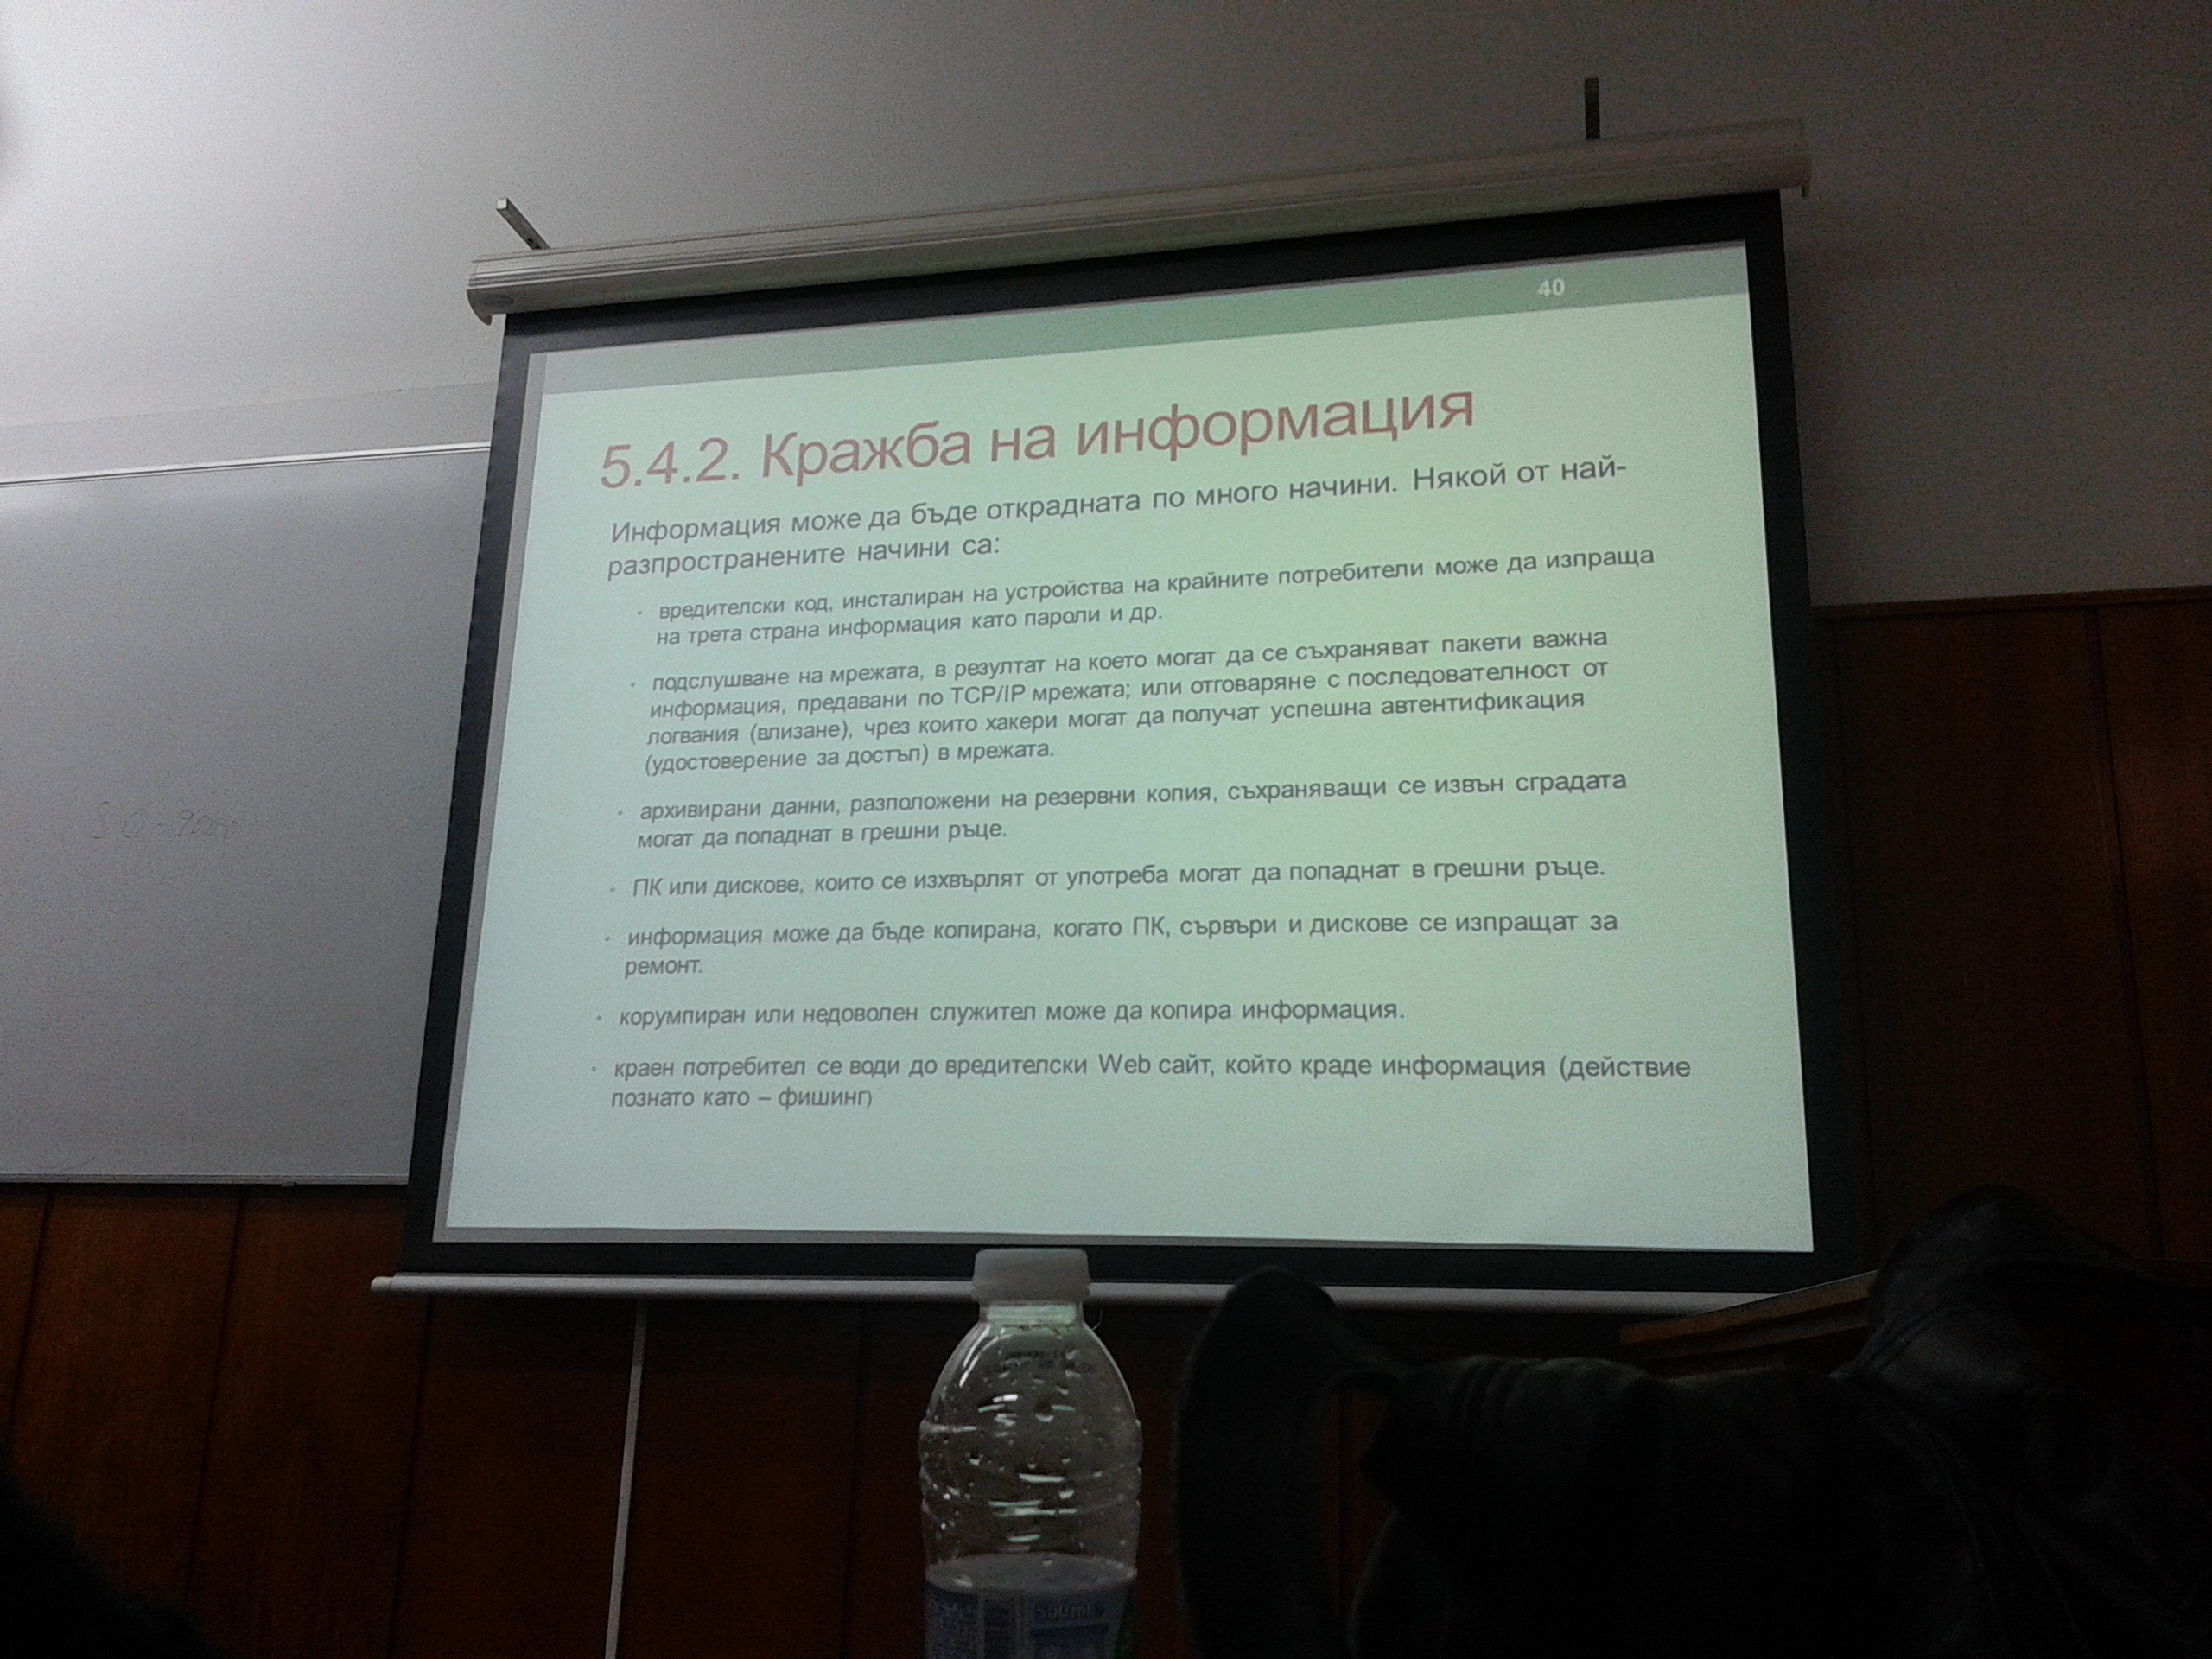 40
5.4.2. Кражба на информация
Информация може да бъде открадната по много начини. Някой от най-
разпространените начини са:
· вредителски код, инсталиран на устройства на крайните потребители може да изпраща
на трета страна информация като пароли и др.
· подслушване на мрежата, в резултат на което могат да се съхраняват пакети важна
информация, предавани по TCP/IP мрежата; или отговаряне с последователност от
логвания (влизане), чрез които хакери могат да получат успешна автентификация
(удостоверение за достъп) в мрежата.
· архивирани данни, разположени на резервни копия, съхраняващи се извън сградата
могат да попаднат в грешни ръце.
· ПК или дискове, които се изхвърлят от употреба могат да попаднат в грешни ръце.
· информация може да бъде копирана, когато ПК, сървъри и дискове се изпращат за
ремонт.
· корумпиран или недоволен служител може да копира информация.
· краен потребител се води до вредителски Web сайт, който краде информация (действие
познато като – фишинг)
500ml